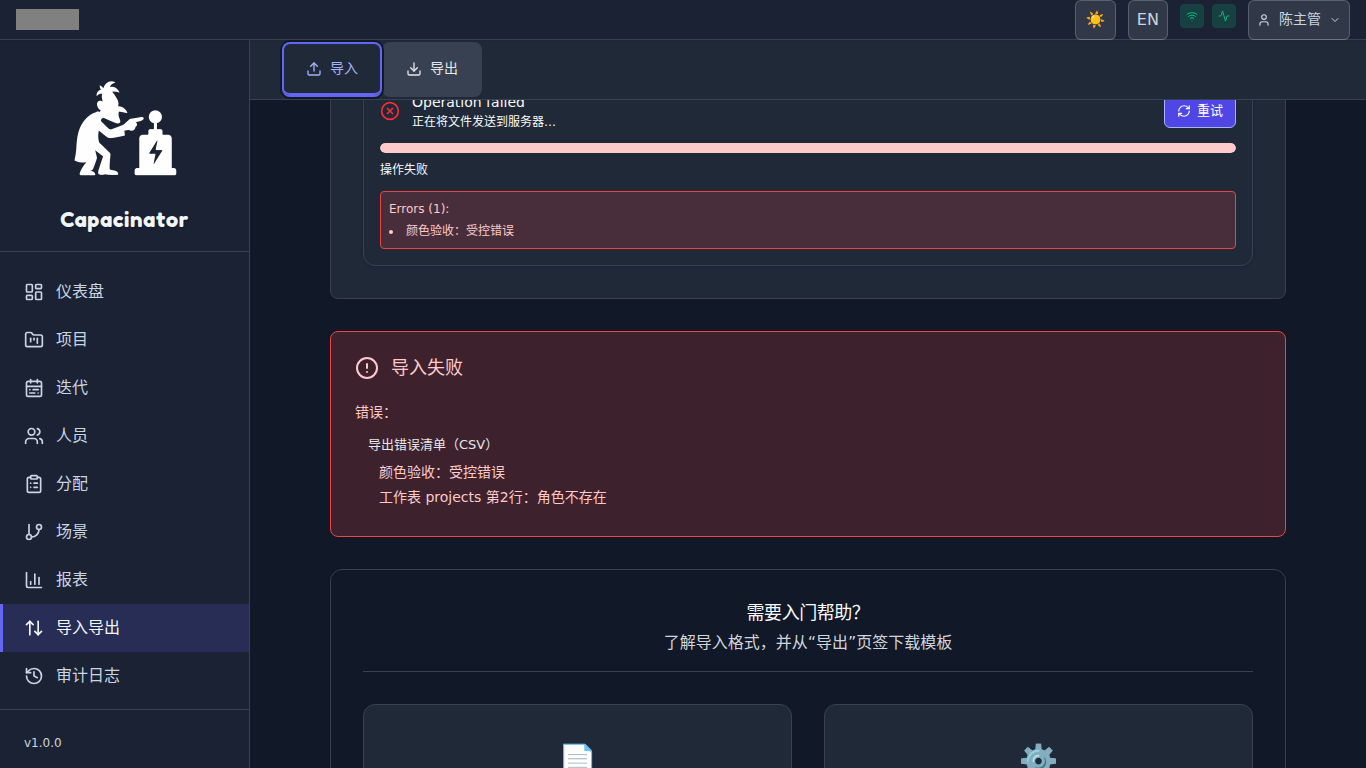 EN
陈主管
导入
导出
Capacinator
仪表盘
项目
迭代
人员
分配
场景
报表
导入导出
审计日志
v1.0.0
Operation failed
正在将文件发送到服务器...
重试
操作失败
Errors (1):
• 颜色验收：受控错误
导入失败
错误：
导出错误清单（CSV）
颜色验收：受控错误
工作表 projects 第2行：角色不存在
需要入门帮助？
了解导入格式，并从“导出”页签下载模板